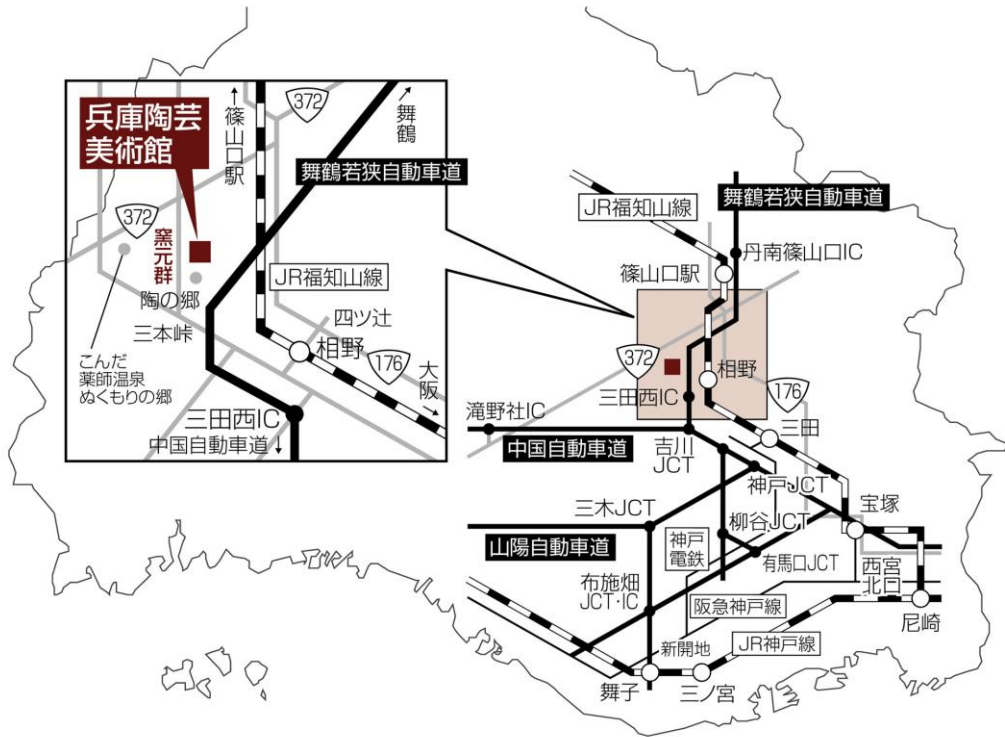 兵庫陶芸
美術館
↑篠山口駅
372
舞鶴
舞鶴若狭自動車道
372
窯元群
陶の郷
JR福知山線
三本峠
四ツ辻
相野
176
大阪
こんだ
薬師温泉
ぬくもりの郷
三田西IC
中国自動車道
JR福知山線
舞鶴若狭自動車道
丹南篠山口IC
篠山口駅
372
相野
176
三田西IC
滝野社IC
三田
中国自動車道
吉川
JCT
神戸JCT
三木JCT
宝塚
柳谷JCT
山陽自動車道
神戸
電鉄
有馬口JCT
西宮
北口
布施畑
JCT・IC
阪急神戸線
尼崎
新開地
JR神戸線
舞子
三ノ宮